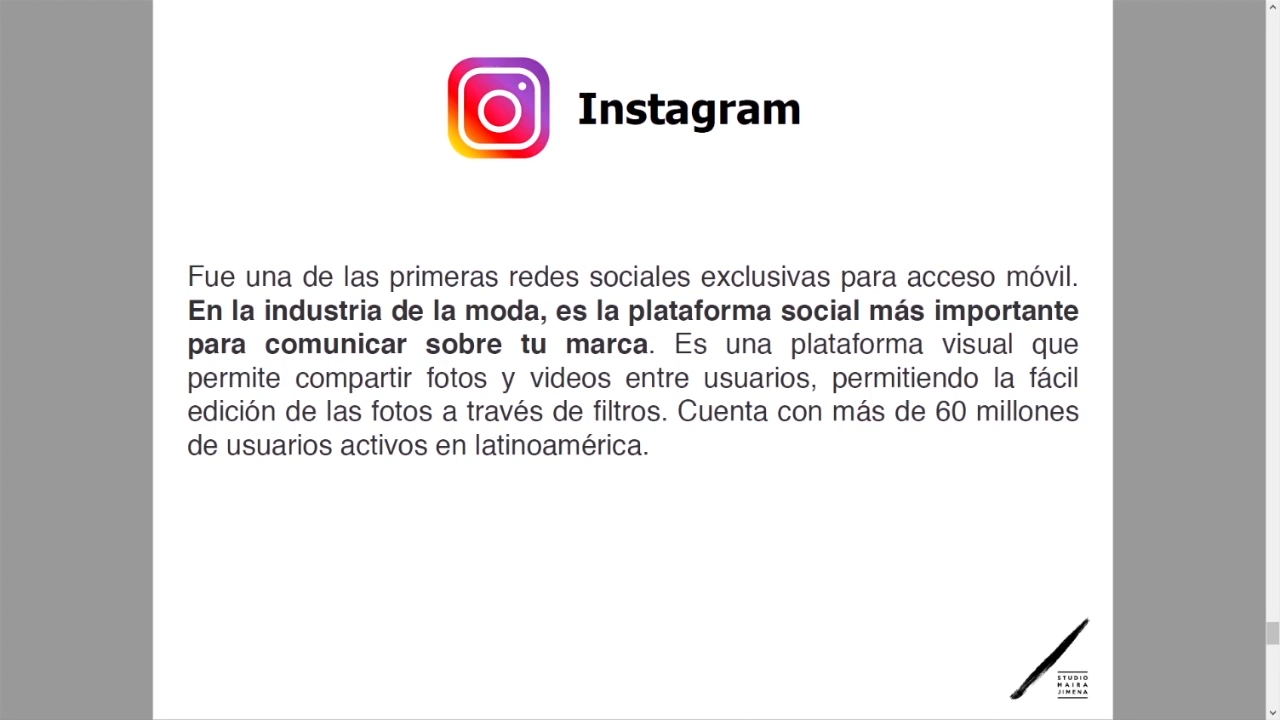 Instagram
Fue una de las primeras redes sociales exclusivas para acceso móvil.
En la industria de la moda, es la plataforma social más importante
para comunicar sobre tu marca. Es una plataforma visual que
permite compartir fotos y videos entre usuarios, permitiendo la fácil
edición de las fotos a través de filtros. Cuenta con más de 60 millones
de usuarios activos en latinoamérica.
STUDIO
MAIRA
JIMENA